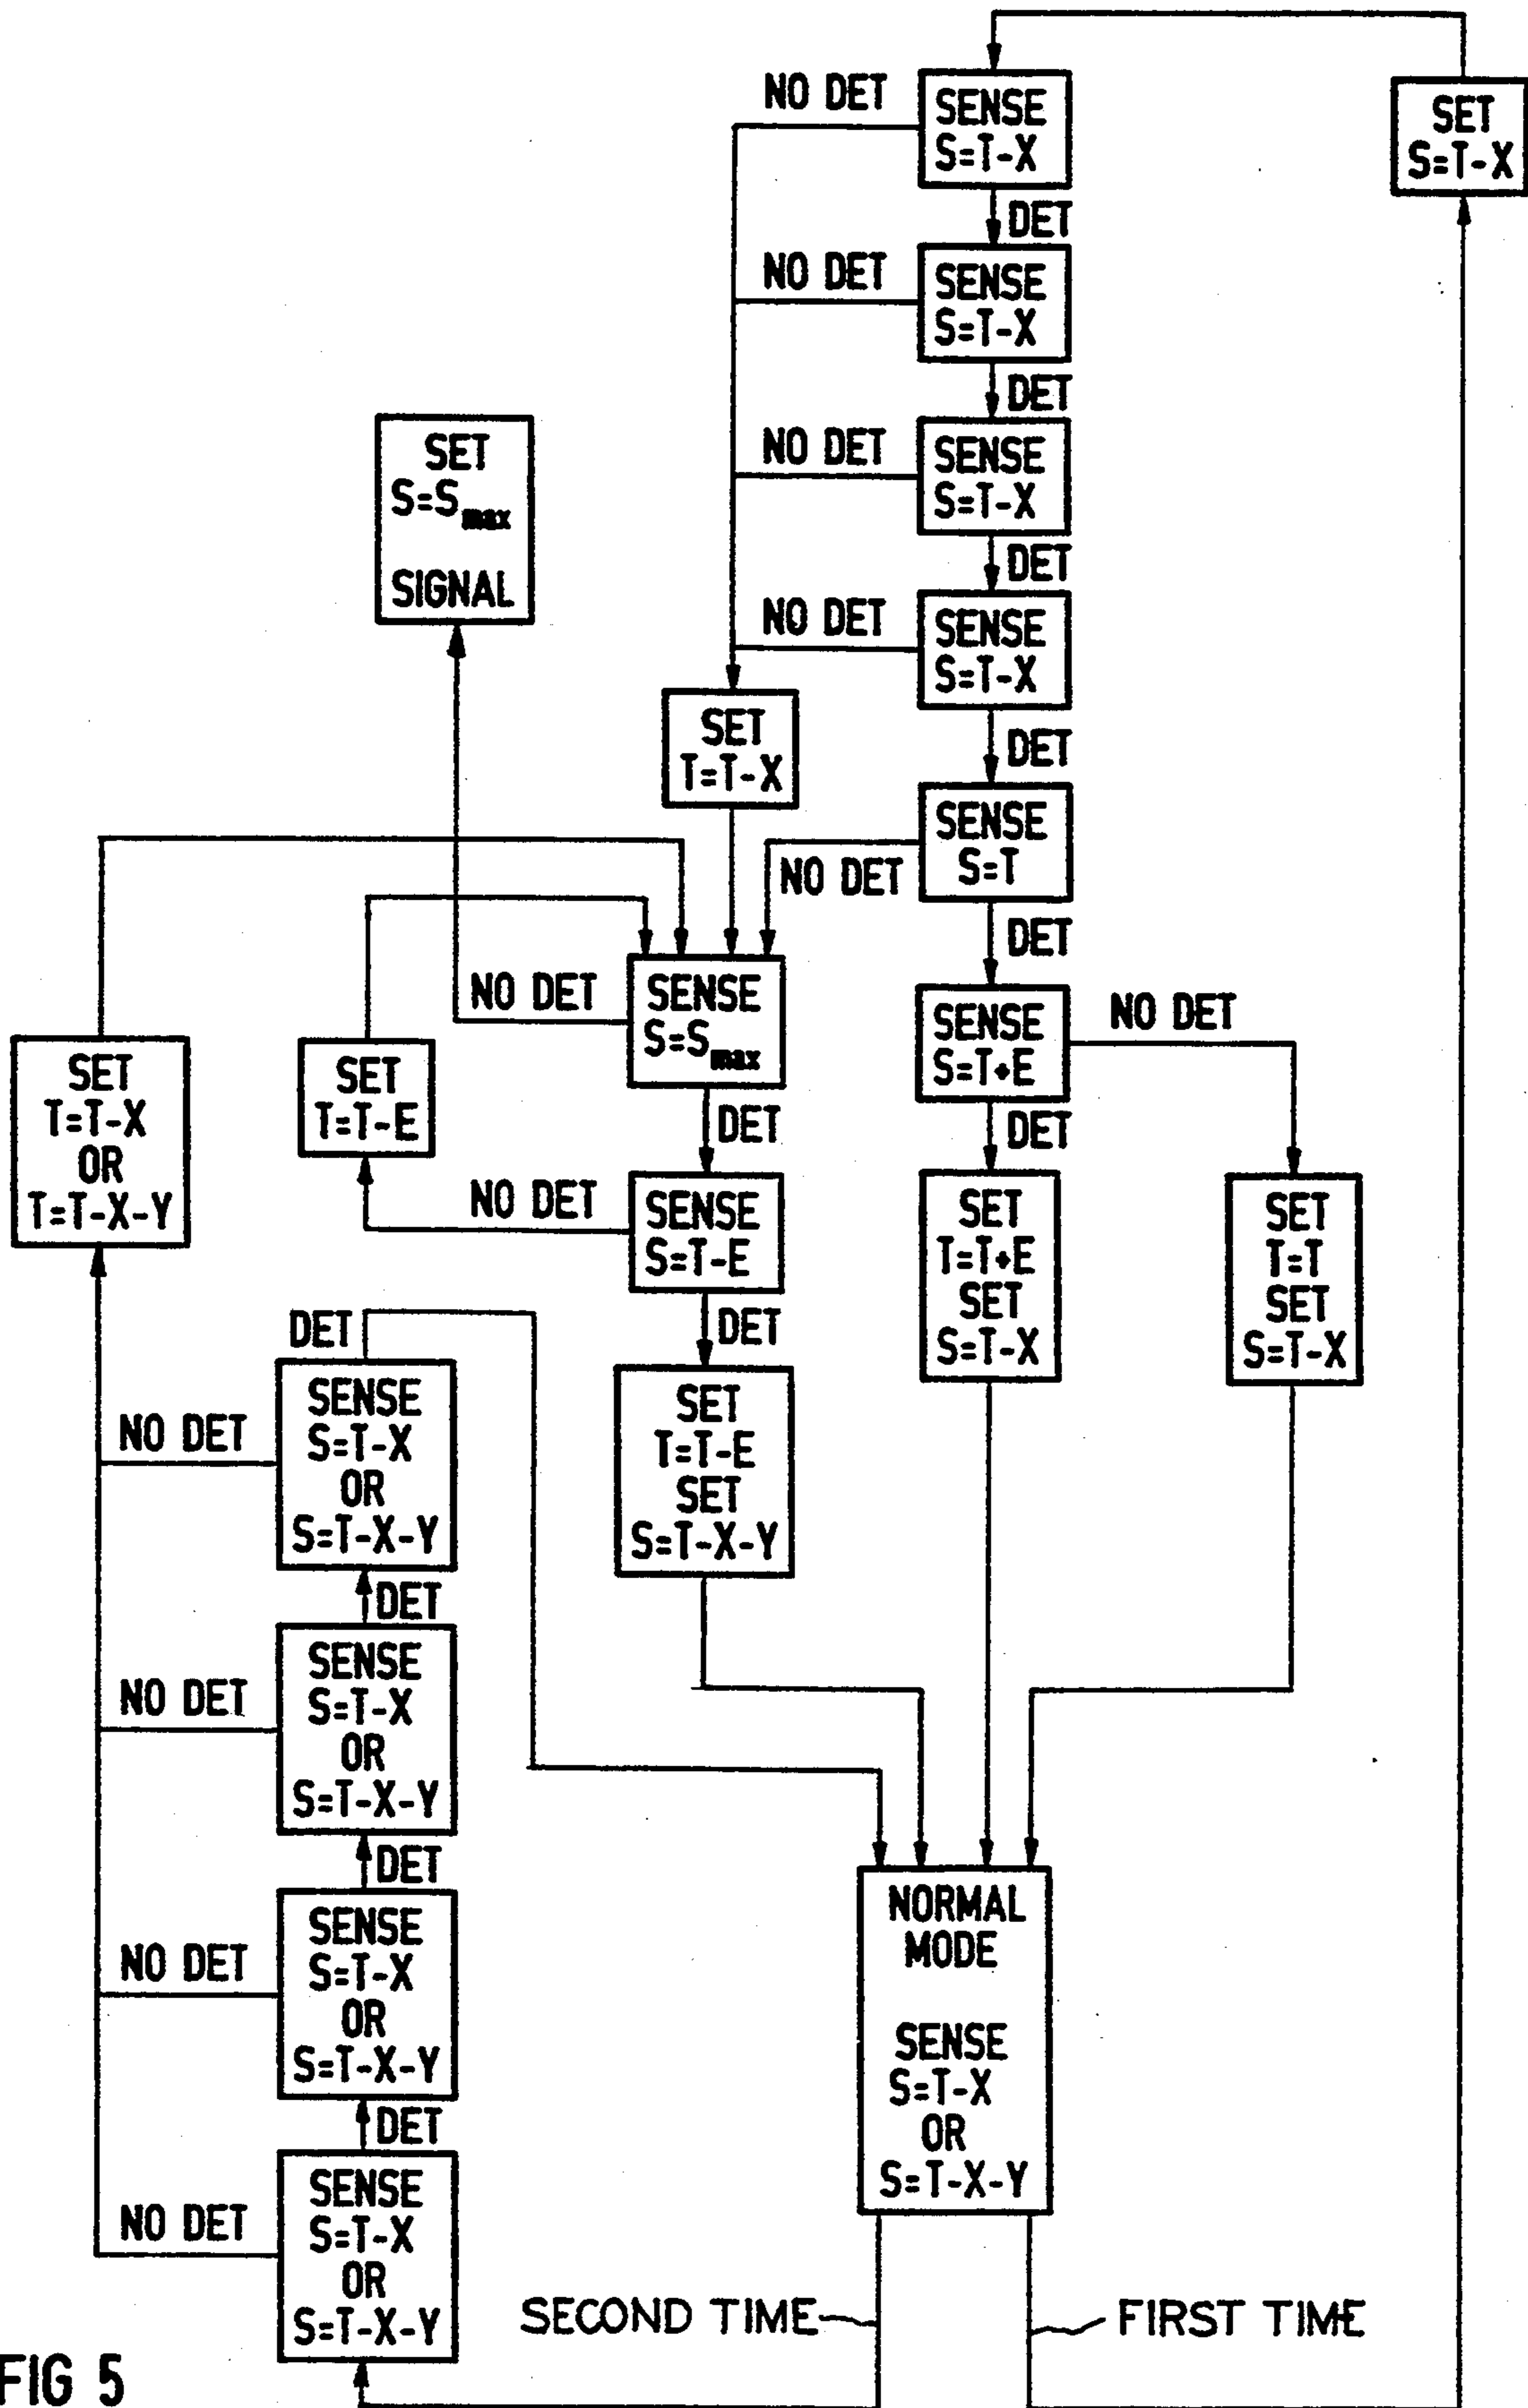 NO DET
SENSE
S=T-X
SET
S=T-X
DET
NO DET
SENSE
S=T-X
DET
NO DET
SENSE
S=T-X
SET
S=Smax
SIGNAL
DET
NO DET
SENSE
S=T-X
SET
T=T-X
DET
SENSE
S=T
NO DET
DET
NO DET
SENSE
S=Smax
SENSE
S=T+E
NO DET
SET
T=T-X
OR
T=T-X-Y
SET
T=T-E
DET
DET
NO DET
SENSE
S=T-E
SET
T=T+E
SET
S=T-X
SET
T=T
SET
S=T-X
DET
DET
NO DET
SENSE
S=T-X
OR
S=T-X-Y
SET
T=T-E
SET
S=T-X-Y
DET
NO DET
SENSE
S=T-X
OR
S=T-X-Y
DET
NO DET
SENSE
S=T-X
OR
S=T-X-Y
NORMAL
MODE
SENSE
S=T-X
OR
S=T-X-Y
DET
NO DET
SENSE
S=T-X
OR
S=T-X-Y
SECOND TIME
FIRST TIME
FIG 5